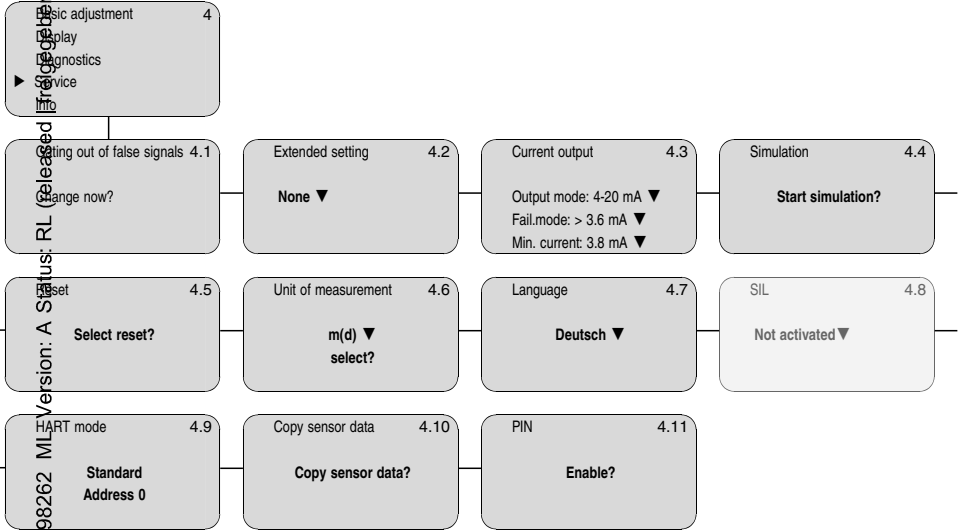 Basic adjustment 4
Display
Diagnostics
Service
Info
Gating out of false signals 4.1
Change now?
Extended setting 4.2
None ▼
Current output 4.3
Output mode: 4-20 mA ▼
Fail.mode: > 3.6 mA ▼
Min. current: 3.8 mA ▼
Simulation 4.4
Start simulation?
Reset 4.5
Select reset?
Unit of measurement 4.6
m(d) ▼
select?
Language 4.7
Deutsch ▼
SIL 4.8
Not activated▼
HART mode 4.9
Standard
Address 0
Copy sensor data 4.10
Copy sensor data?
PIN 4.11
Enable?
98262 ML Version: A Status: RL (released | freigegeben